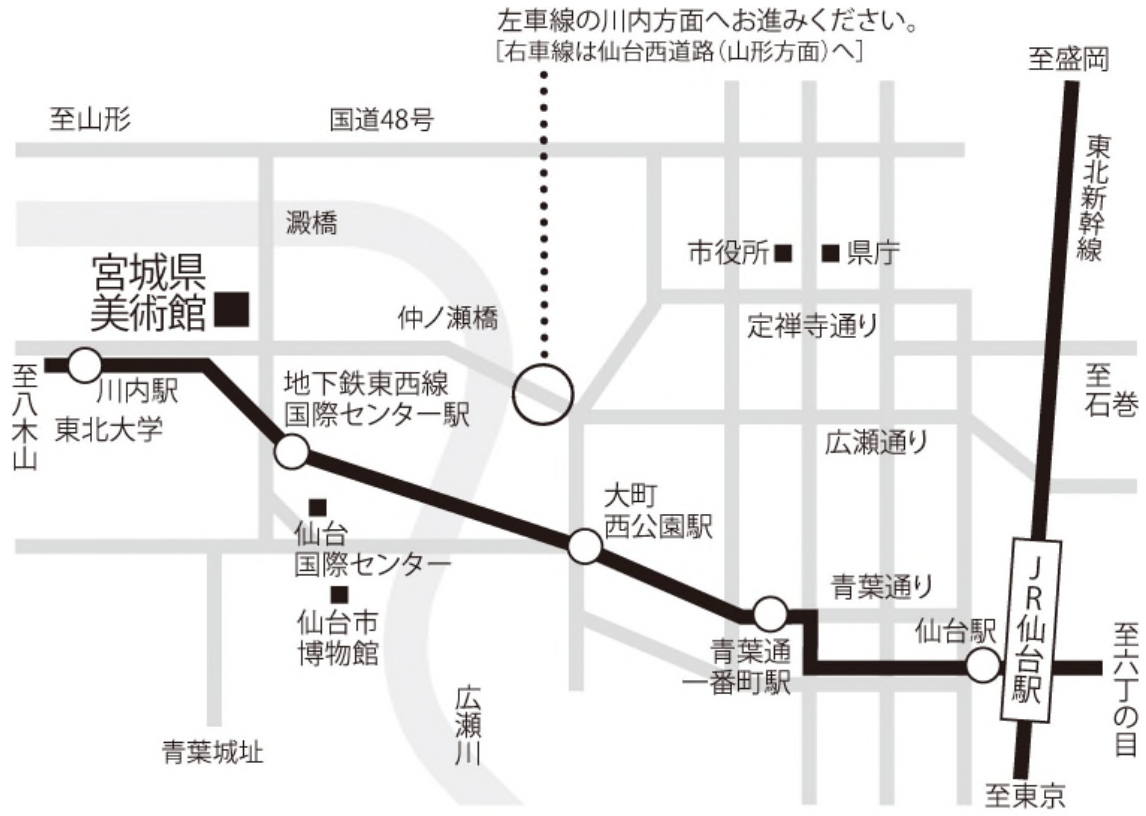 左車線の川内方面へお進みください。
[右車線は仙台西道路(山形方面)へ]
至盛岡
至山形
国道48号
東北新幹線
澱橋
市役所
県庁
宮城県
美術館
仲ノ瀬橋
定禅寺通り
至八木山
川内駅
東北大学
地下鉄東西線
国際センター駅
至石巻
広瀬通り
大町
西公園駅
仙台
国際センター
仙台市
博物館
青葉通り
JR仙台駅
仙台駅
青葉通
一番町駅
至六丁の目
広瀬川
青葉城址
至東京